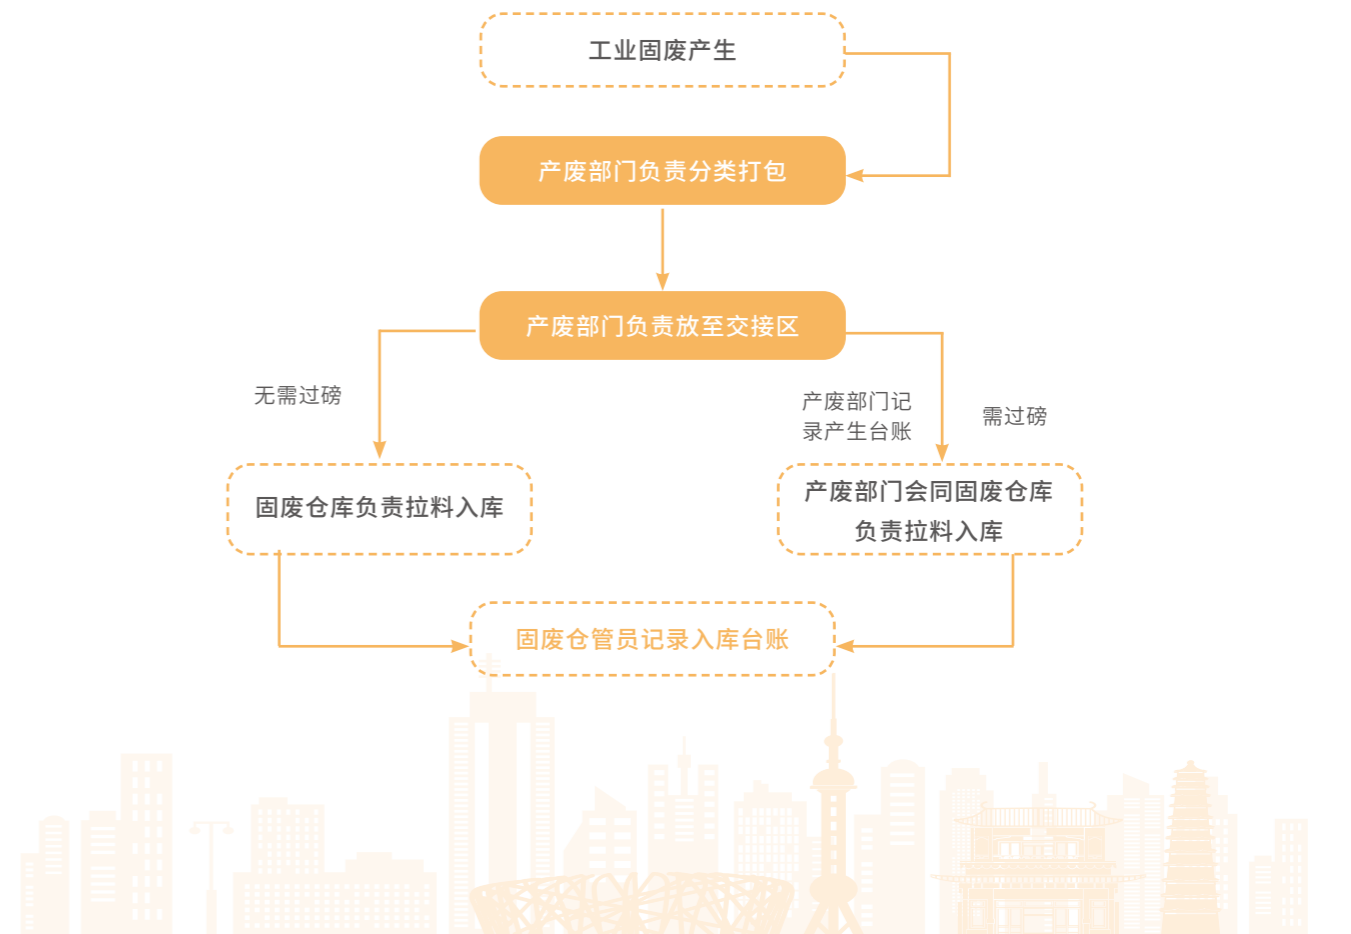 工业固废产生
产废部门负责分类打包
产废部门负责放至交接区
无需过磅
产废部门记
录产生台账
需过磅
固废仓库负责拉料入库
产废部门会同固废仓库
负责拉料入库
固废仓管员记录入库台账